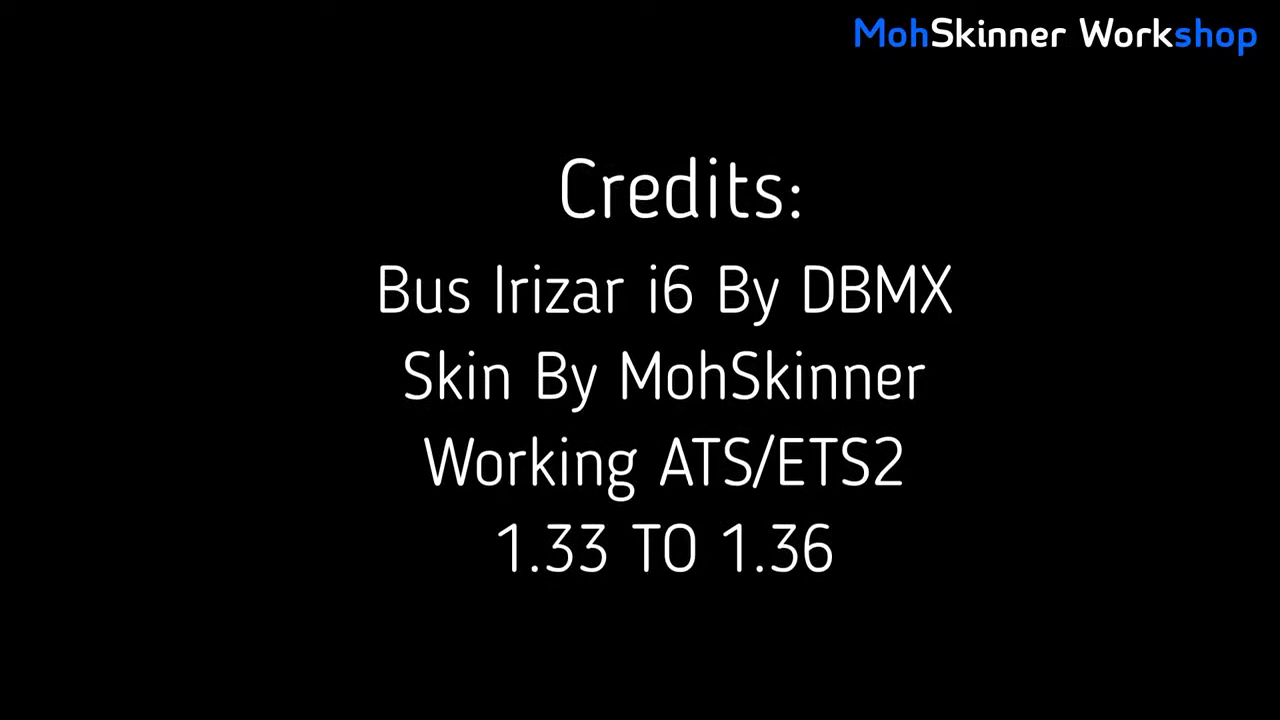 MohSkinner Workshop
Credits:
Bus Irizar i6 By DBMX
Skin By MohSkinner
Working ATS/ETS2
1.33 TO 1.36